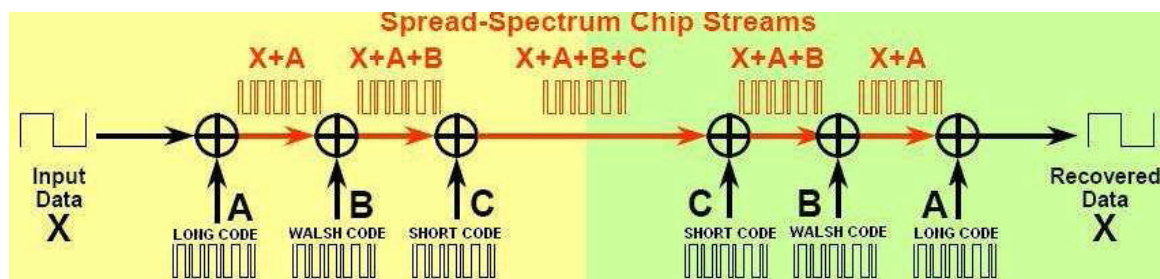 Spread-Spectrum Chip Streams
X+A X+A+B X+A+B+C X+A+B X+A
Input
Data
X
A B C C B A
LONG CODE WALSH CODE SHORT CODE SHORT CODE WALSH CODE LONG CODE
Recovered
Data
X